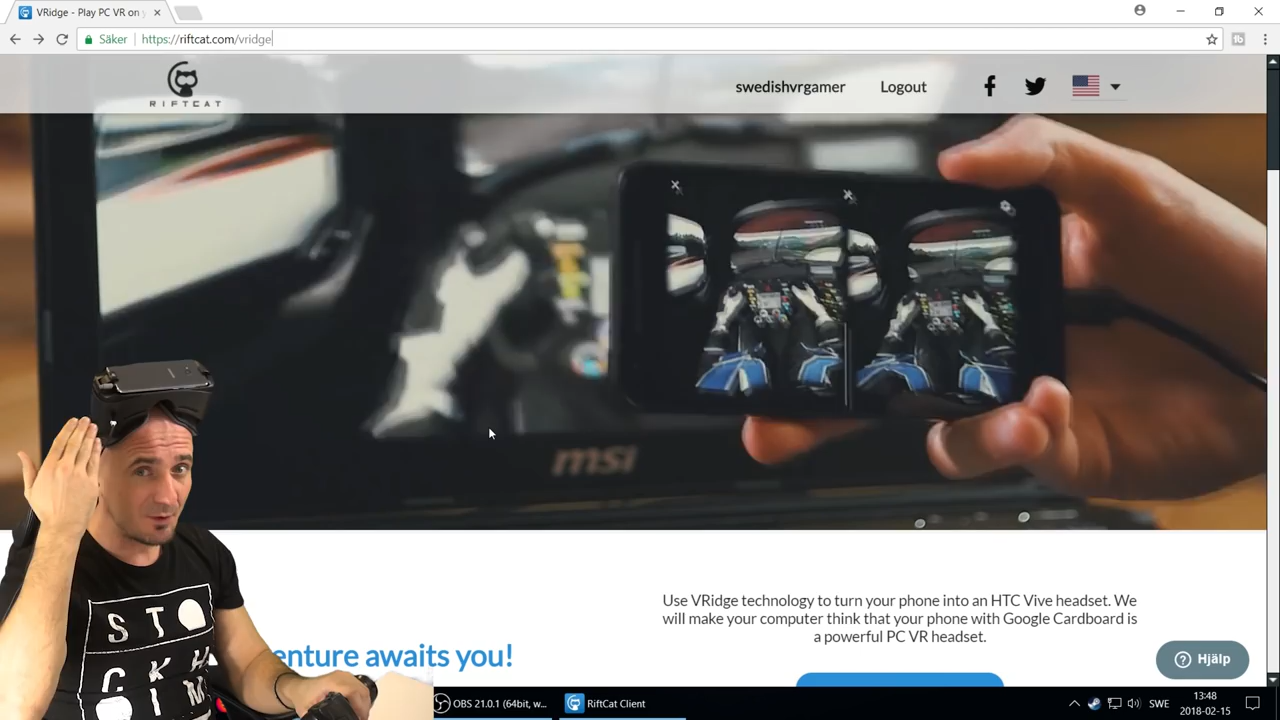 VRidge - Play PC VR on y
Säker
https://riftcat.com/vridge
RIFTCAT
swedishvrgamer
Logout
msi
Use VRidge technology to turn your phone into an HTC Vive headset. We
will make your computer think that your phone with Google Cardboard is
a powerful PC VR headset.
enture awaits you!
Hjälp
ST
CKH
IM
OBS 21.0.1 (64bit, w...
RiftCat Client
SWE
13:48
2018-02-15